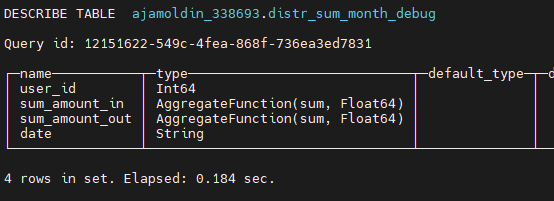 DESCRIBE TABLE ajamoldin_338693.distr_sum_month_debug
Query id: 12151622-549c-4fea-868f-736ea3ed7831
name type default_type
user_id Int64
sum_amount_in AggregateFunction(sum, Float64)
sum_amount_out AggregateFunction(sum, Float64)
date String
4 rows in set. Elapsed: 0.184 sec.